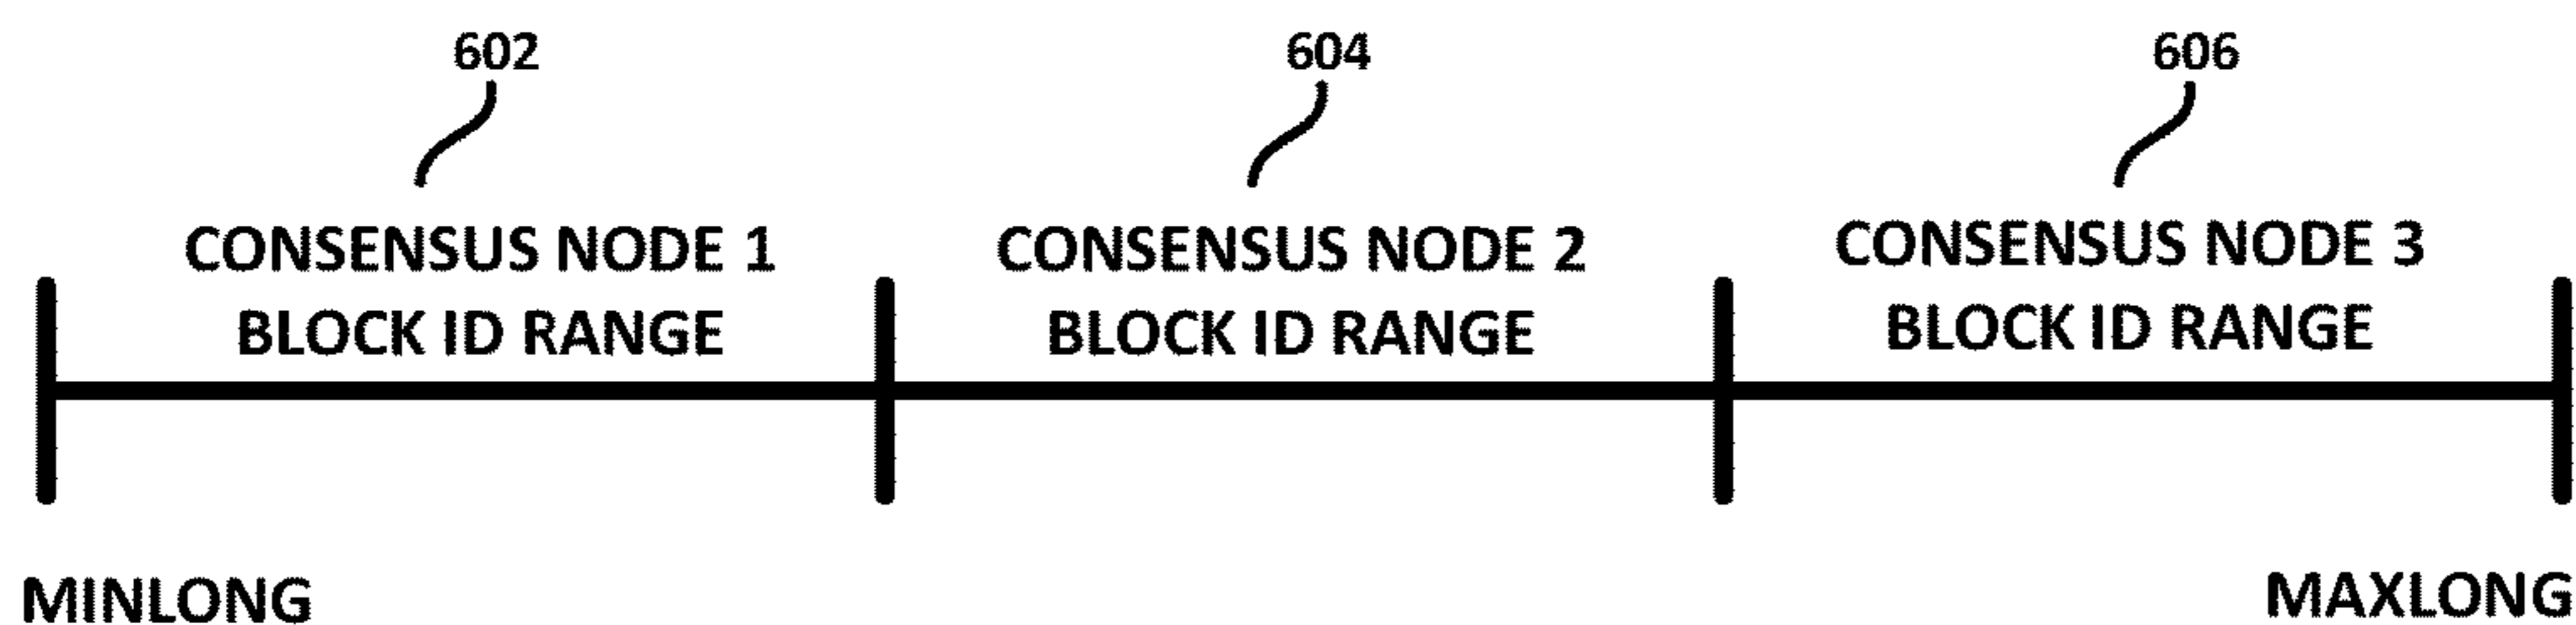 602
604
606
CONSENSUS NODE 1
BLOCK ID RANGE
CONSENSUS NODE 2
BLOCK ID RANGE
CONSENSUS NODE 3
BLOCK ID RANGE
MINLONG
MAXLONG